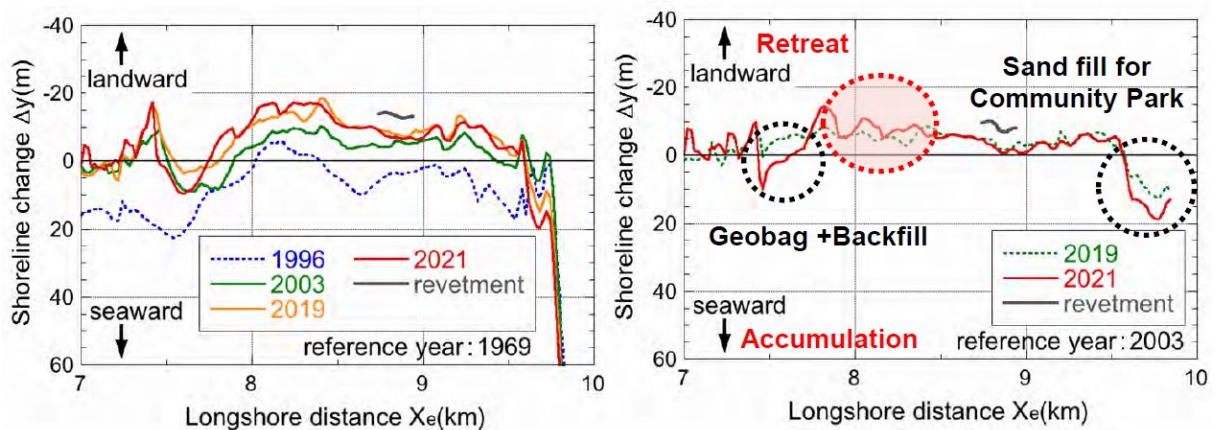 -40
-20
0
20
40
60
Shoreline change Δy(m)
landward
seaward
1996
2003
2019
2021
revetment
reference year : 1969
7
8
9
10
Longshore distance Xe(km)
-40
-20
0
20
40
60
Shoreline change Δy(m)
landward
Retreat
Sand fill for
Community Park
Geobag +Backfill
2019
2021
revetment
seaward
Accumulation
reference year : 2003
7
8
9
10
Longshore distance Xe(km)